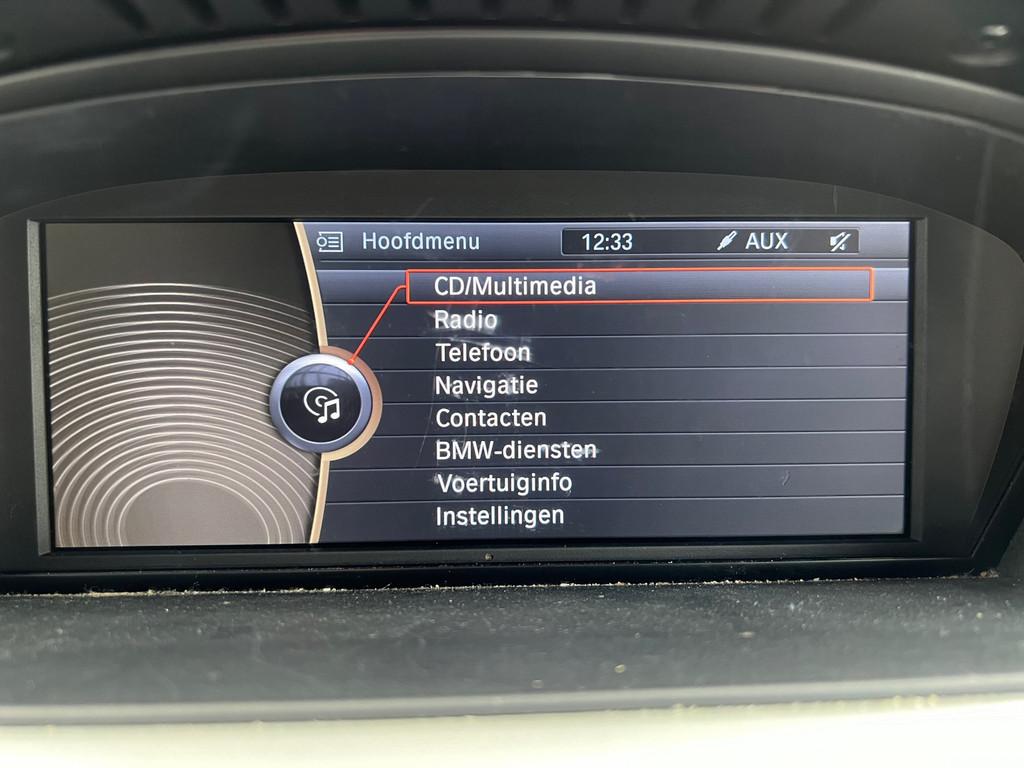 Hoofdmenu 12:33 AUX
CD/Multimedia
Radio
Telefoon
Navigatie
Contacten
BMW-diensten
Voertuiginfo
Instellingen